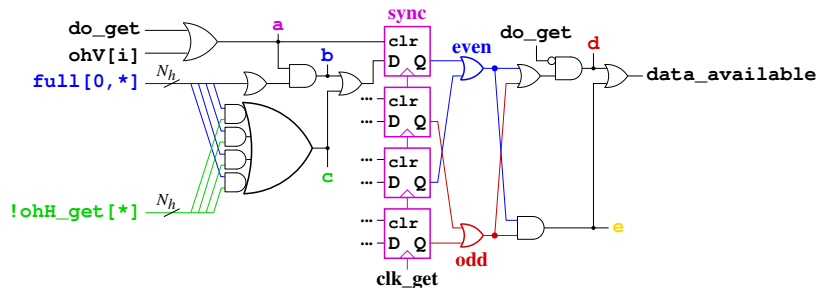 sync
do_get
a
do_get
clr
ohV[i]
b
even
d
D Q
full[0,*]
N_h
data_available
...
clr
...
D Q
...
clr
c
...
D Q
N_h
!ohH_get[*]
...
clr
...
D Q
e
odd
clk_get